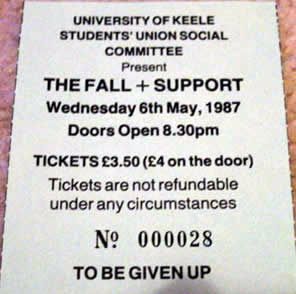 UNIVERSITY OF KEELE
STUDENTS' UNION SOCIAL
COMMITTEE
Present
THE FALL + SUPPORT
Wednesday 6th May, 1987
Doors Open 8.30pm
TICKETS £3.50 (£4 on the door)
Tickets are not refundable
under any circumstances
Nº 000028
TO BE GIVEN UP